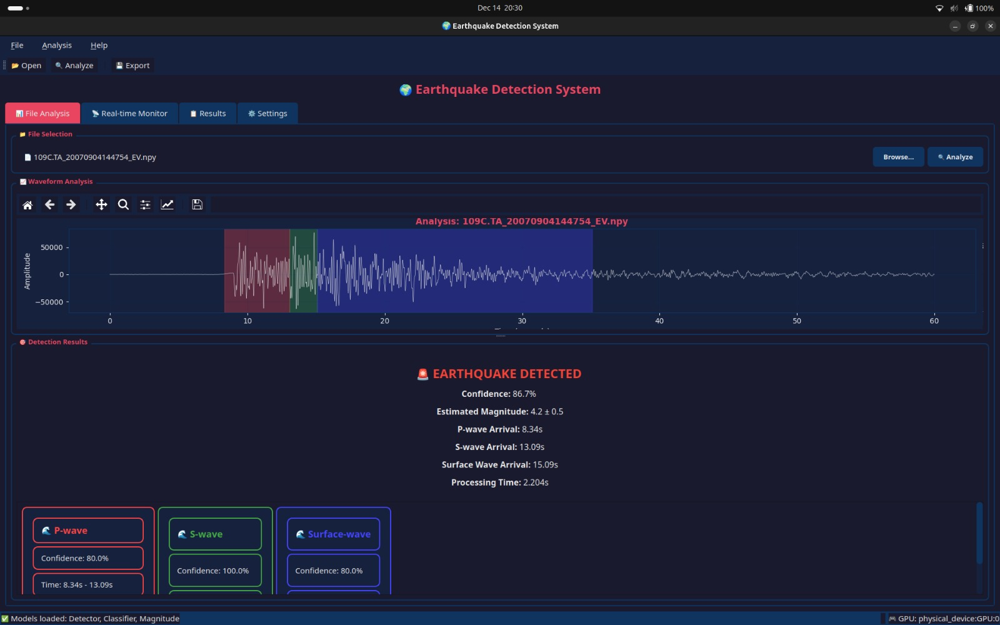 Dec 14 20:30
100%
Earthquake Detection System
File Analysis Help
Open Analyze Export
Earthquake Detection System
File Analysis Real-time Monitor Results Settings
File Selection
109C.TA_20070904144754_EV.npy
Browse... Analyze
Waveform Analysis
Analysis: 109C.TA_20070904144754_EV.npy
Amplitude
50000
0
−50000
0 10 20 30 40 50 60
Detection Results
EARTHQUAKE DETECTED
Confidence: 86.7%
Estimated Magnitude: 4.2 ± 0.5
P-wave Arrival: 8.34s
S-wave Arrival: 13.09s
Surface Wave Arrival: 15.09s
Processing Time: 2.204s
P-wave
Confidence: 80.0%
Time: 8.34s - 13.09s
S-wave
Confidence: 100.0%
Surface-wave
Confidence: 80.0%
Models loaded: Detector, Classifier, Magnitude
GPU: physical_device:GPU:0